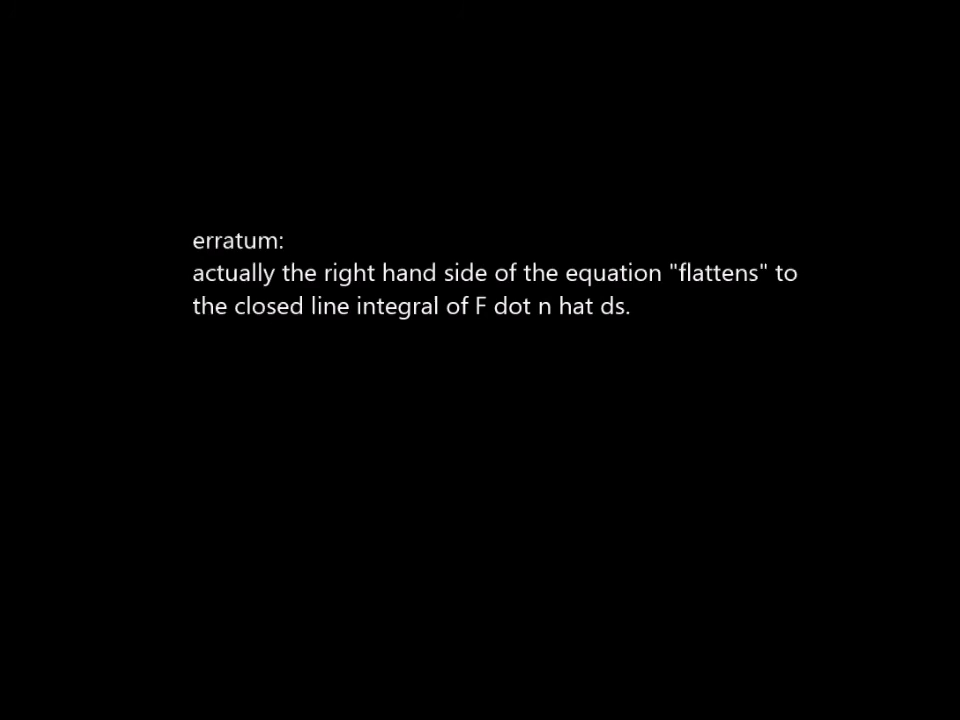 erratum:
actually the right hand side of the equation "flattens" to
the closed line integral of F dot n hat ds.